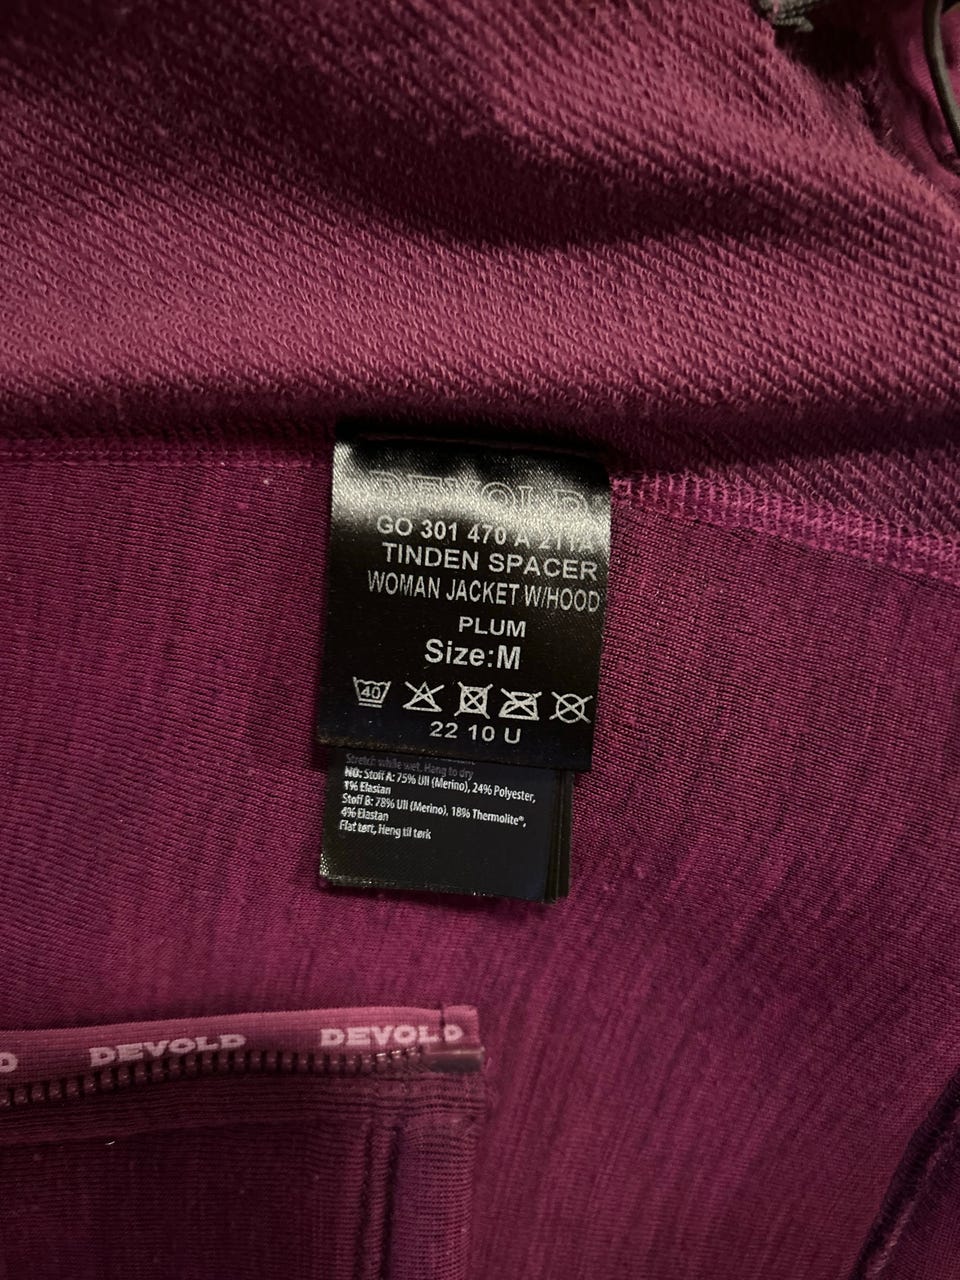 DEVOLD
GO 301 470 A 211A
TINDEN SPACER
WOMAN JACKET W/HOOD
PLUM
Size:M
40
22 10 U
Stretch while wet. Hang to dry
NO: Stoff A: 75% Ull (Merino), 24% Polyester,
1% Elastan
Stoff B: 78% Ull (Merino), 18% Thermolite®,
4% Elastan
Flat tørt, Heng til tørk
DEVOLD DEVOLD